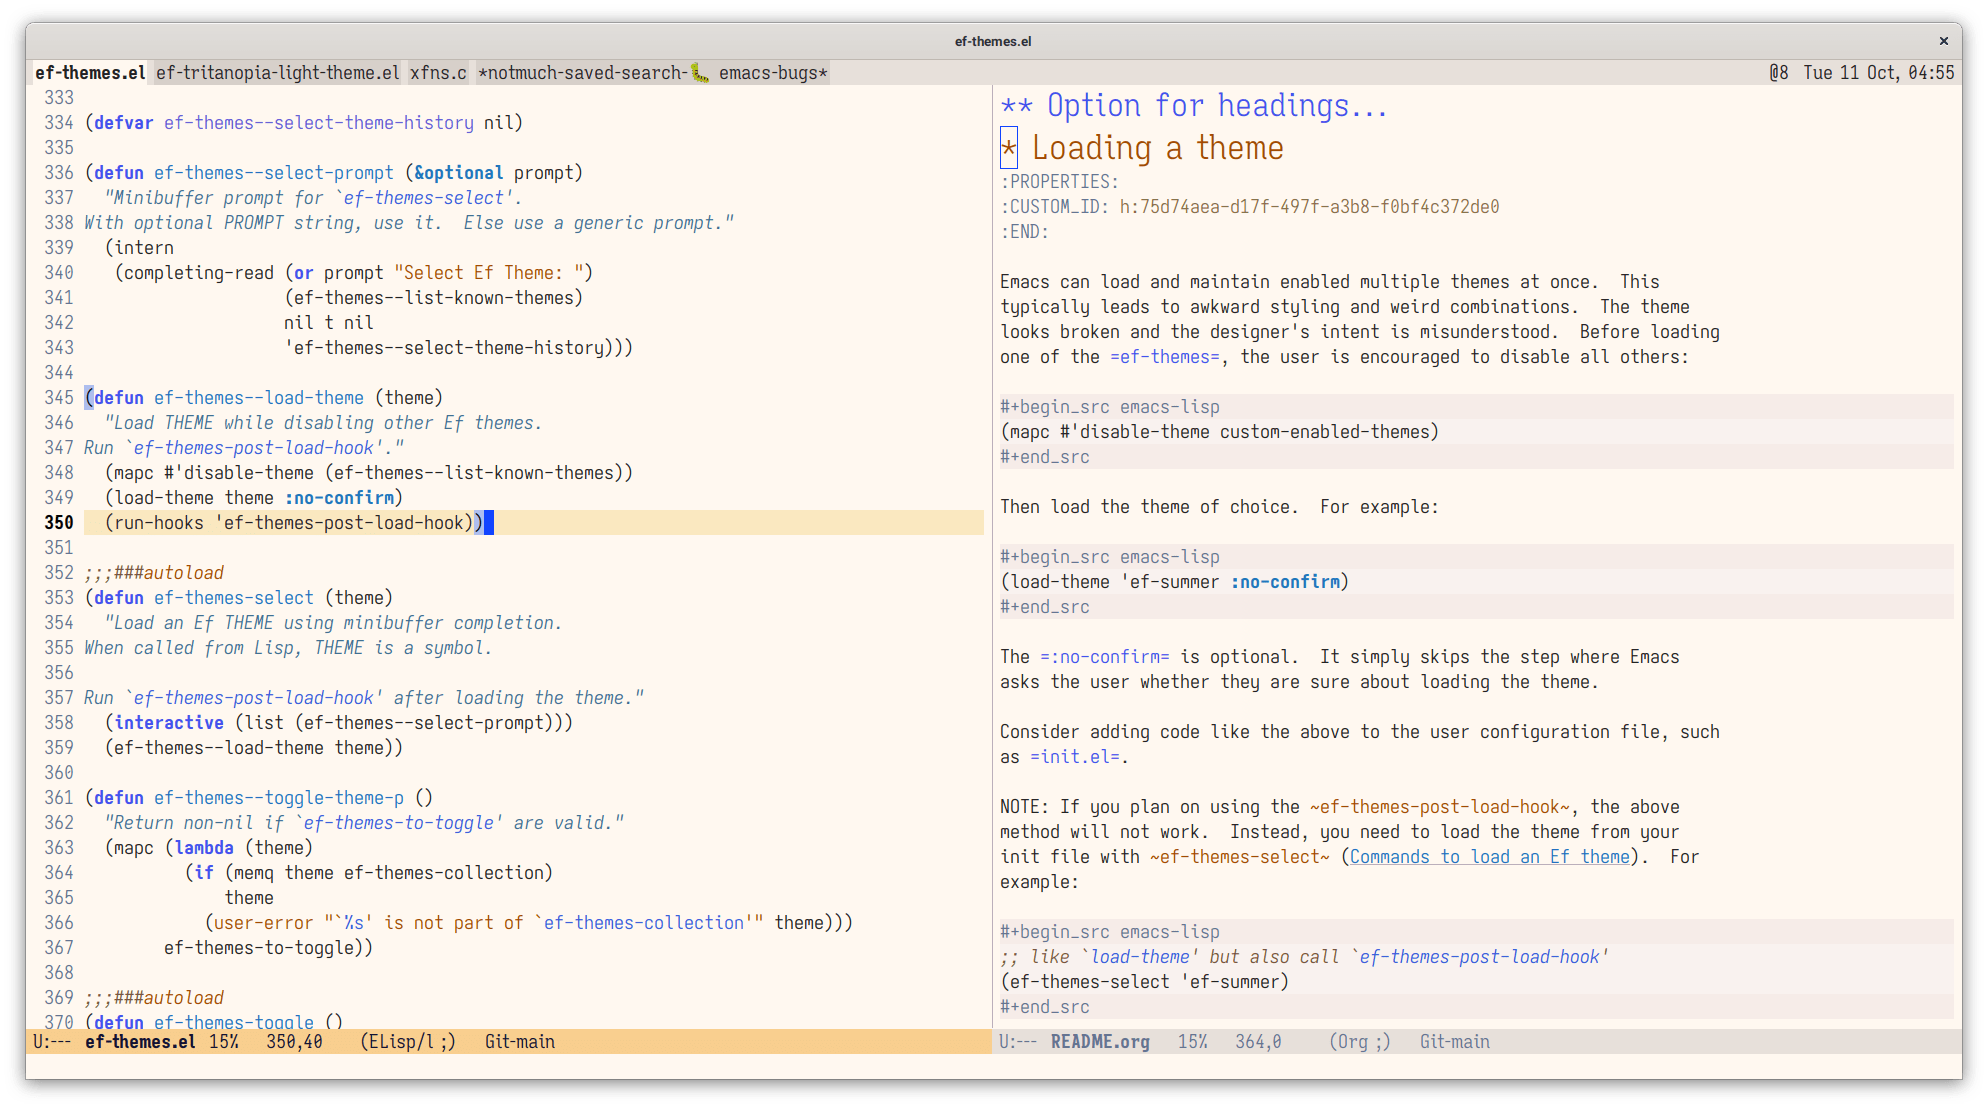 ef-themes.el
×
ef-themes.el ef-tritanopia-light-theme.el xfns.c *notmuch-saved-search-🐛 emacs-bugs* @8 Tue 11 Oct, 04:55
333
334 (defvar ef-themes--select-theme-history nil)
335
336 (defun ef-themes--select-prompt (&optional prompt)
337   "Minibuffer prompt for `ef-themes-select'.
338 With optional PROMPT string, use it.  Else use a generic prompt."
339   (intern
340    (completing-read (or prompt "Select Ef Theme: ")
341                     (ef-themes--list-known-themes)
342                     nil t nil
343                     'ef-themes--select-theme-history)))
344
345 (defun ef-themes--load-theme (theme)
346   "Load THEME while disabling other Ef themes.
347 Run `ef-themes-post-load-hook'."
348   (mapc #'disable-theme (ef-themes--list-known-themes))
349   (load-theme theme :no-confirm)
350   (run-hooks 'ef-themes-post-load-hook))
351
352 ;;;###autoload
353 (defun ef-themes-select (theme)
354   "Load an Ef THEME using minibuffer completion.
355 When called from Lisp, THEME is a symbol.
356
357 Run `ef-themes-post-load-hook' after loading the theme."
358   (interactive (list (ef-themes--select-prompt)))
359   (ef-themes--load-theme theme))
360
361 (defun ef-themes--toggle-theme-p ()
362   "Return non-nil if `ef-themes-to-toggle' are valid."
363   (mapc (lambda (theme)
364           (if (memq theme ef-themes-collection)
365               theme
366             (user-error "`%s' is not part of `ef-themes-collection'" theme)))
367         ef-themes-to-toggle))
368
369 ;;;###autoload
370 (defun ef-themes-toggle ()
U:--- ef-themes.el 15% 350,40 (ELisp/l ;) Git-main
** Option for headings...
* Loading a theme
:PROPERTIES:
:CUSTOM_ID: h:75d74aea-d17f-497f-a3b8-f0bf4c372de0
:END:
Emacs can load and maintain enabled multiple themes at once.  This
typically leads to awkward styling and weird combinations.  The theme
looks broken and the designer's intent is misunderstood.  Before loading
one of the =ef-themes=, the user is encouraged to disable all others:
#+begin_src emacs-lisp
(mapc #'disable-theme custom-enabled-themes)
#+end_src
Then load the theme of choice.  For example:
#+begin_src emacs-lisp
(load-theme 'ef-summer :no-confirm)
#+end_src
The =:no-confirm= is optional.  It simply skips the step where Emacs
asks the user whether they are sure about loading the theme.
Consider adding code like the above to the user configuration file, such
as =init.el=.
NOTE: If you plan on using the ~ef-themes-post-load-hook~, the above
method will not work.  Instead, you need to load the theme from your
init file with ~ef-themes-select~ (Commands to load an Ef theme).  For
example:
#+begin_src emacs-lisp
;; like `load-theme' but also call `ef-themes-post-load-hook'
(ef-themes-select 'ef-summer)
#+end_src
U:--- README.org 15% 364,0 (Org ;) Git-main